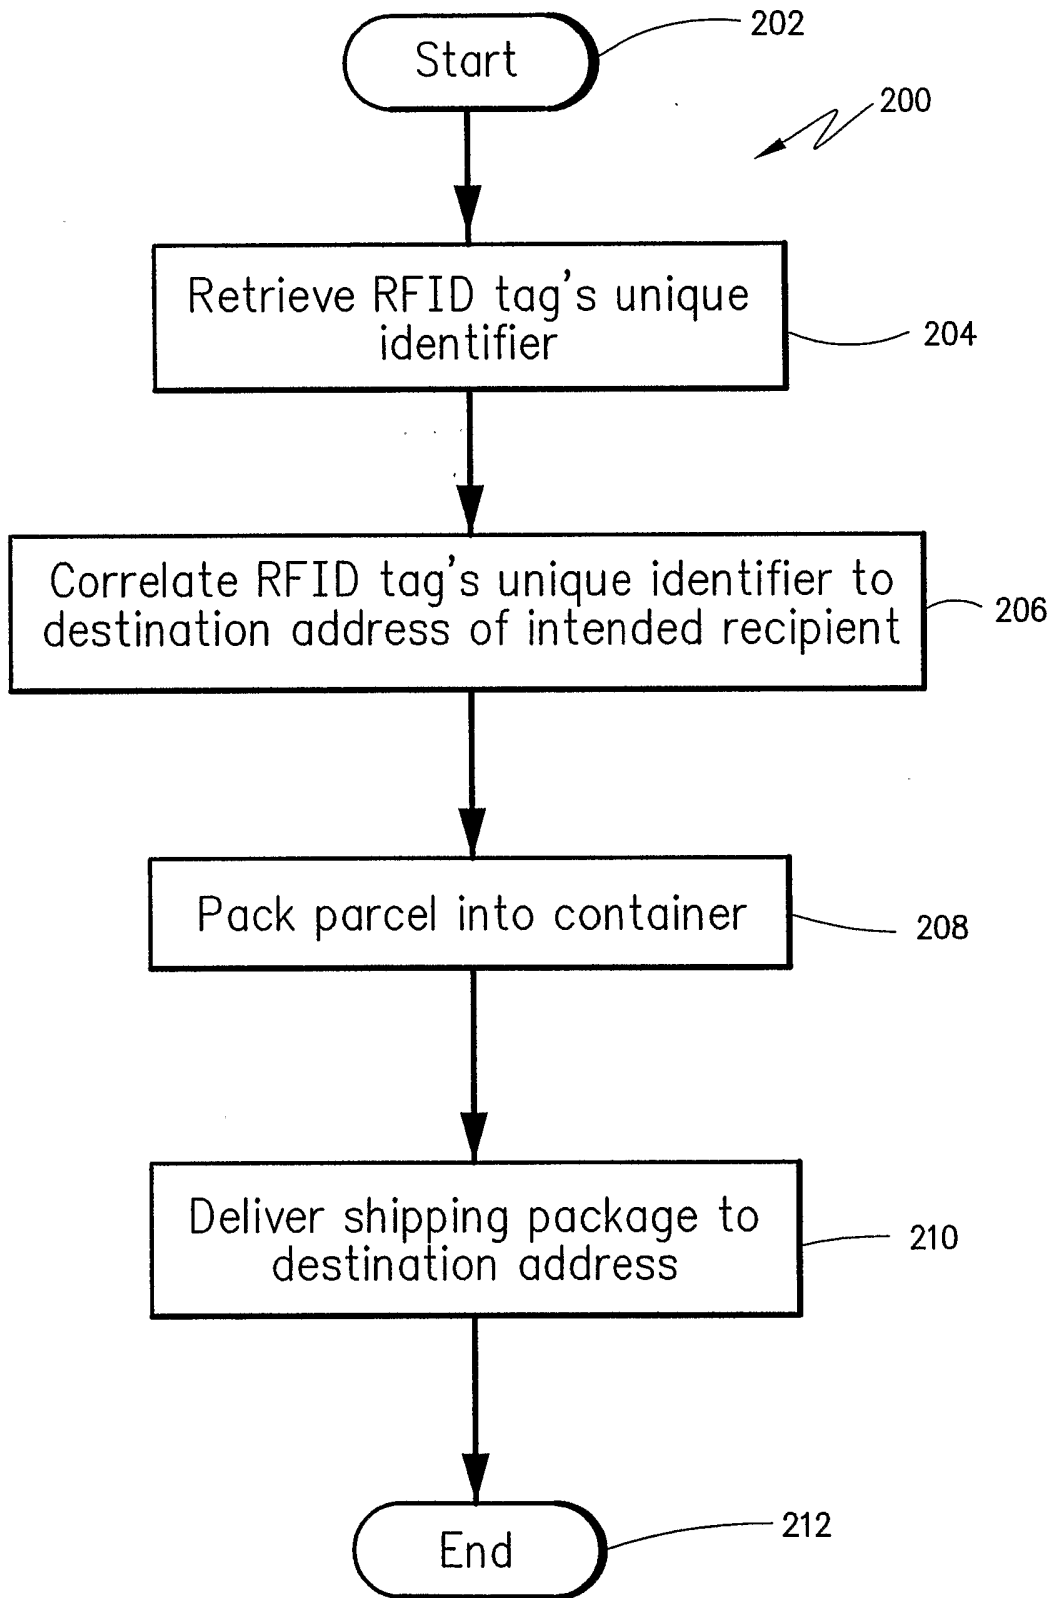 Start
202
200
Retrieve RFID tag's unique
identifier
204
Correlate RFID tag's unique identifier to
destination address of intended recipient
206
Pack parcel into container
208
Deliver shipping package to
destination address
210
End
212